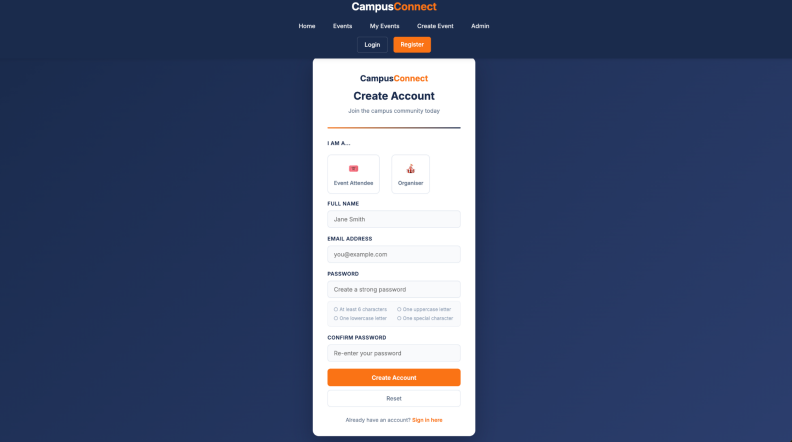 CampusConnect
Home Events My Events Create Event Admin
Login Register
CampusConnect
Create Account
Join the campus community today
I AM A...
Event Attendee Organiser
FULL NAME
Jane Smith
EMAIL ADDRESS
you@example.com
PASSWORD
Create a strong password
At least 6 characters One uppercase letter
One lowercase letter One special character
CONFIRM PASSWORD
Re-enter your password
Create Account
Reset
Already have an account? Sign in here